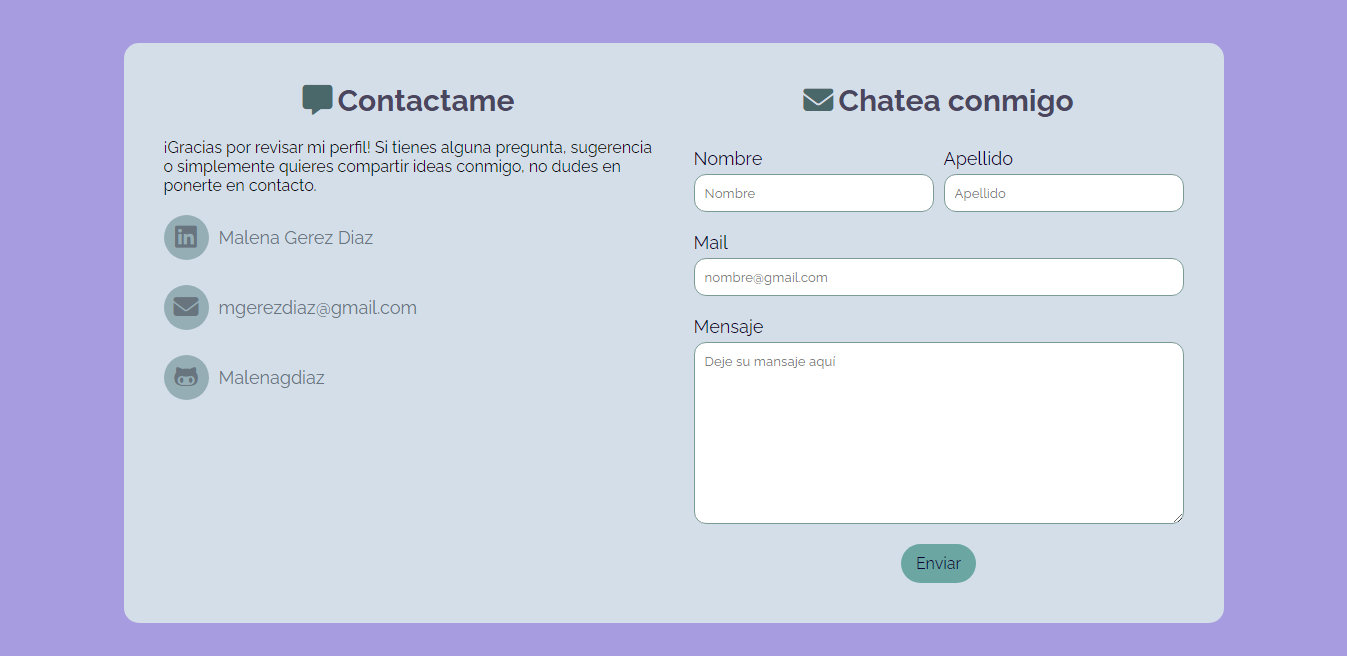 Contactame
¡Gracias por revisar mi perfil! Si tienes alguna pregunta, sugerencia
o simplemente quieres compartir ideas conmigo, no dudes en
ponerte en contacto.
in
Malena Gerez Diaz
mgerezdiaz@gmail.com
Malenagdiaz
Chatea conmigo
Nombre
Apellido
Nombre
Apellido
Mail
nombre@gmail.com
Mensaje
Deje su mansaje aquí
Enviar